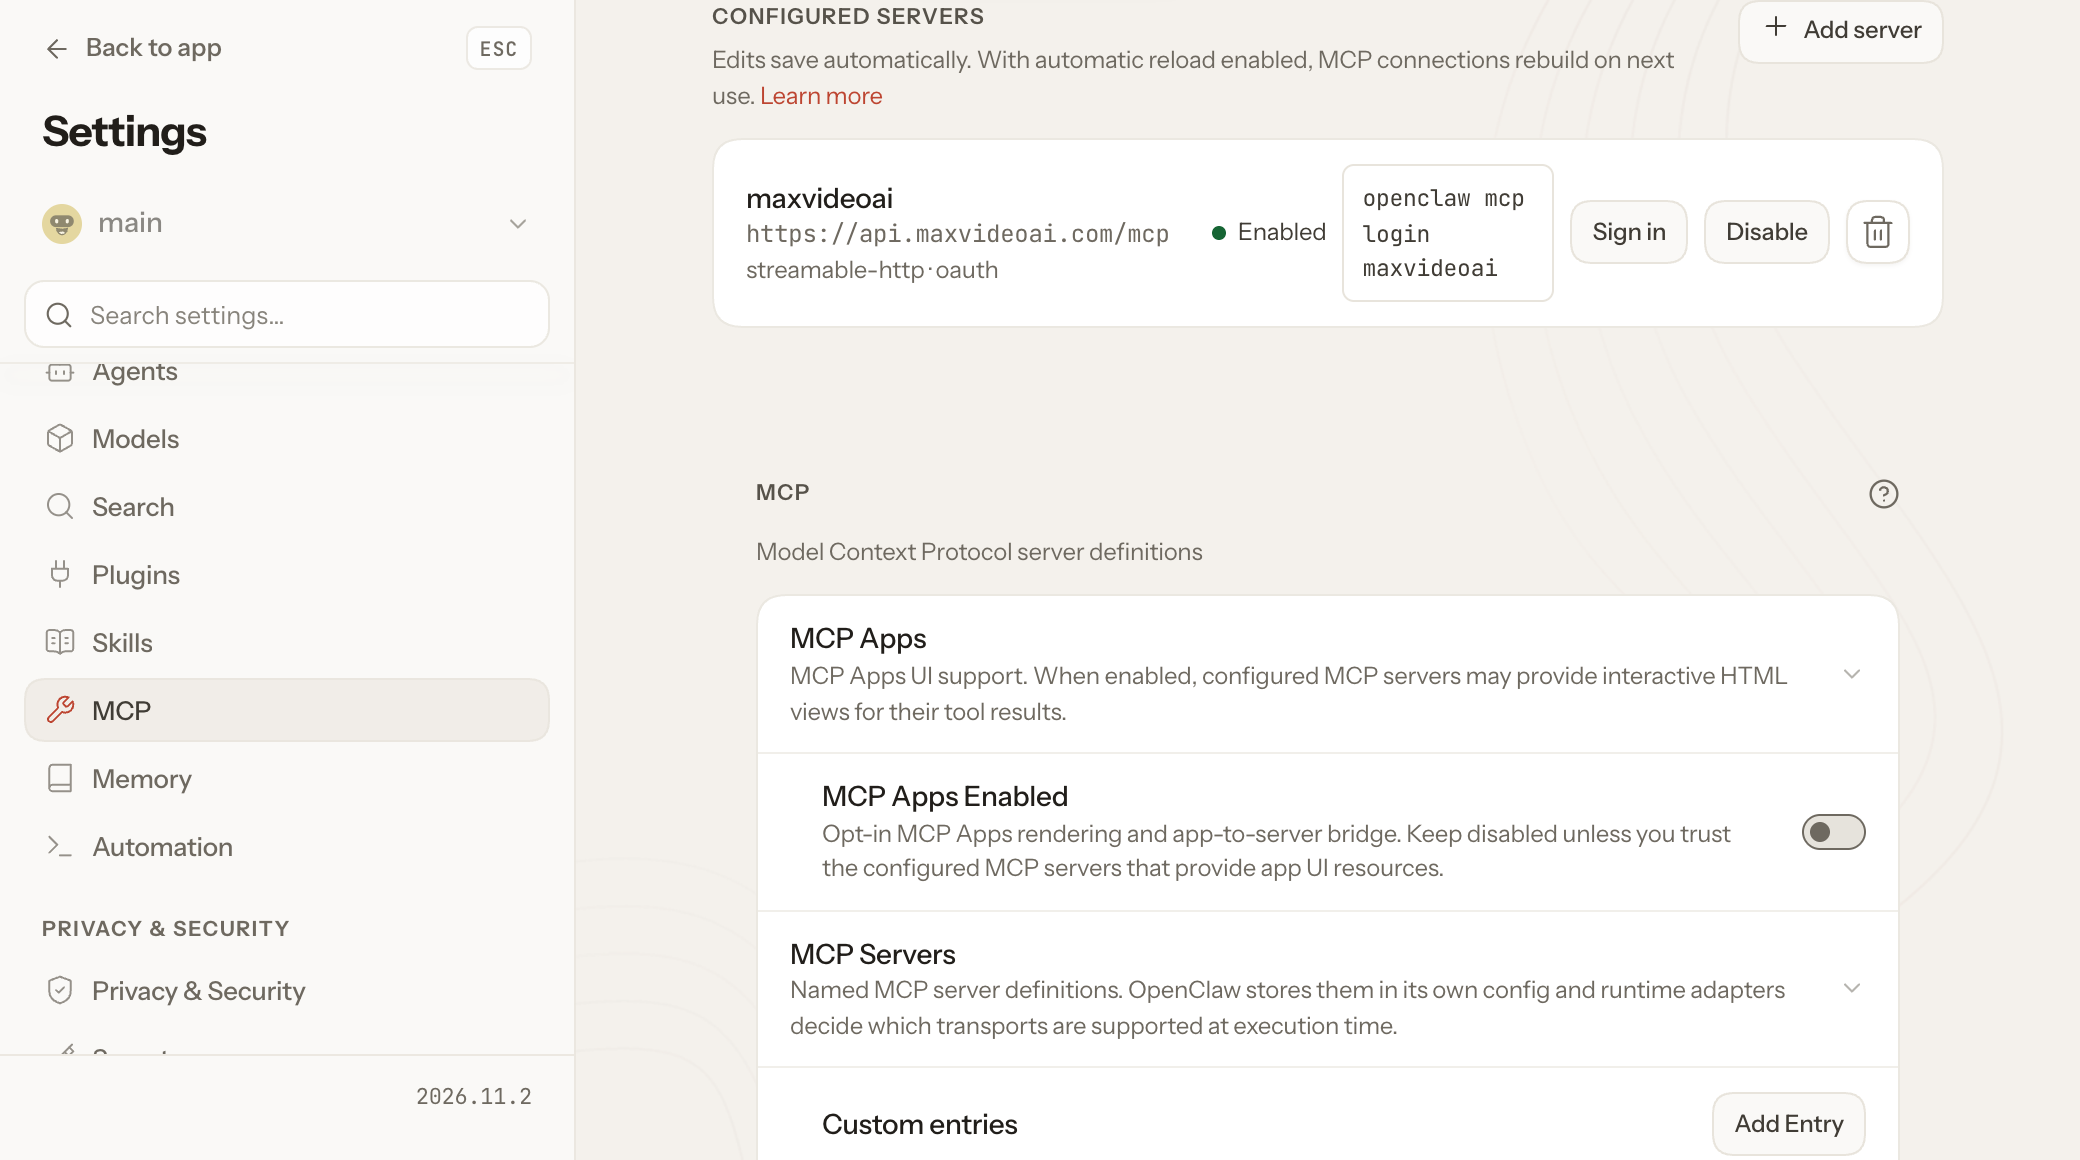 Back to app
ESC
Settings
main
Search settings...
Agents
Models
Search
Plugins
Skills
MCP
Memory
Automation
PRIVACY & SECURITY
Privacy & Security
2026.11.2
CONFIGURED SERVERS
Edits save automatically. With automatic reload enabled, MCP connections rebuild on next
use. Learn more
Add server
maxvideoai
https://api.maxvideoai.com/mcp
streamable-http · oauth
Enabled
openclaw mcp
login
maxvideoai
Sign in
Disable
MCP
Model Context Protocol server definitions
MCP Apps
MCP Apps UI support. When enabled, configured MCP servers may provide interactive HTML
views for their tool results.
MCP Apps Enabled
Opt-in MCP Apps rendering and app-to-server bridge. Keep disabled unless you trust
the configured MCP servers that provide app UI resources.
MCP Servers
Named MCP server definitions. OpenClaw stores them in its own config and runtime adapters
decide which transports are supported at execution time.
Custom entries
Add Entry